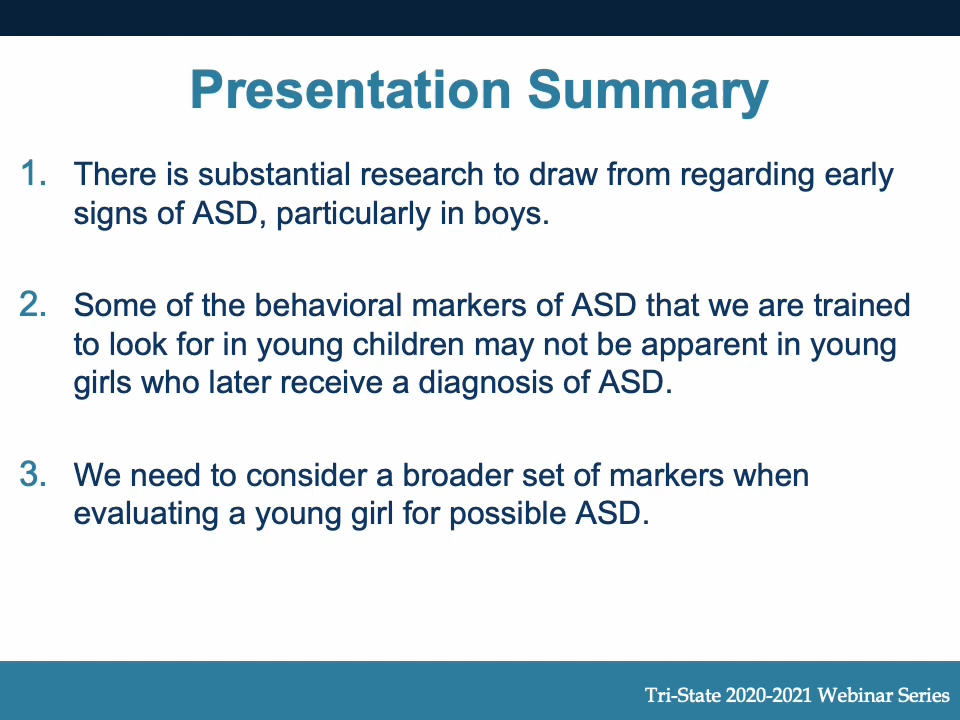 Presentation Summary
1. There is substantial research to draw from regarding early
signs of ASD, particularly in boys.
2. Some of the behavioral markers of ASD that we are trained
to look for in young children may not be apparent in young
girls who later receive a diagnosis of ASD.
3. We need to consider a broader set of markers when
evaluating a young girl for possible ASD.
Tri-State 2020-2021 Webinar Series